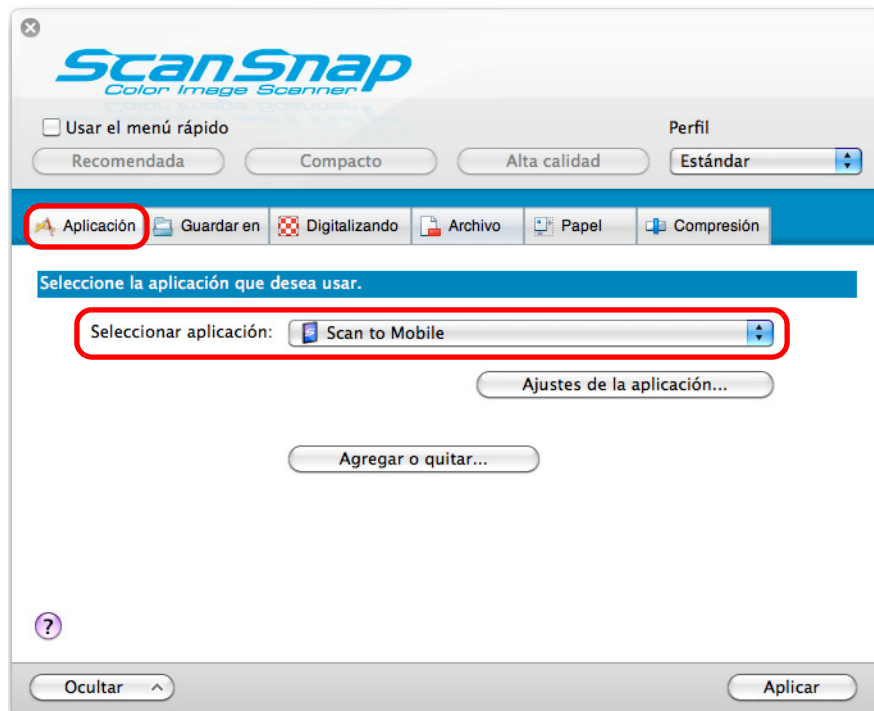 ScanSnap
Color Image Scanner
Usar el menú rápido
Perfil
Recomendada Compacto Alta calidad Estándar
Aplicación Guardar en Digitalizando Archivo Papel Compresión
Seleccione la aplicación que desea usar.
Seleccionar aplicación: Scan to Mobile
Ajustes de la aplicación...
Agregar o quitar...
?
Ocultar Aplicar